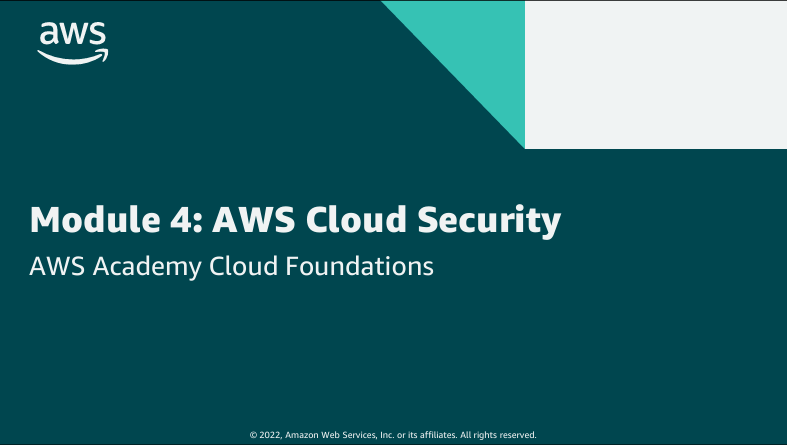 aws
Module 4: AWS Cloud Security
AWS Academy Cloud Foundations
© 2022, Amazon Web Services, Inc. or its affiliates. All rights reserved.